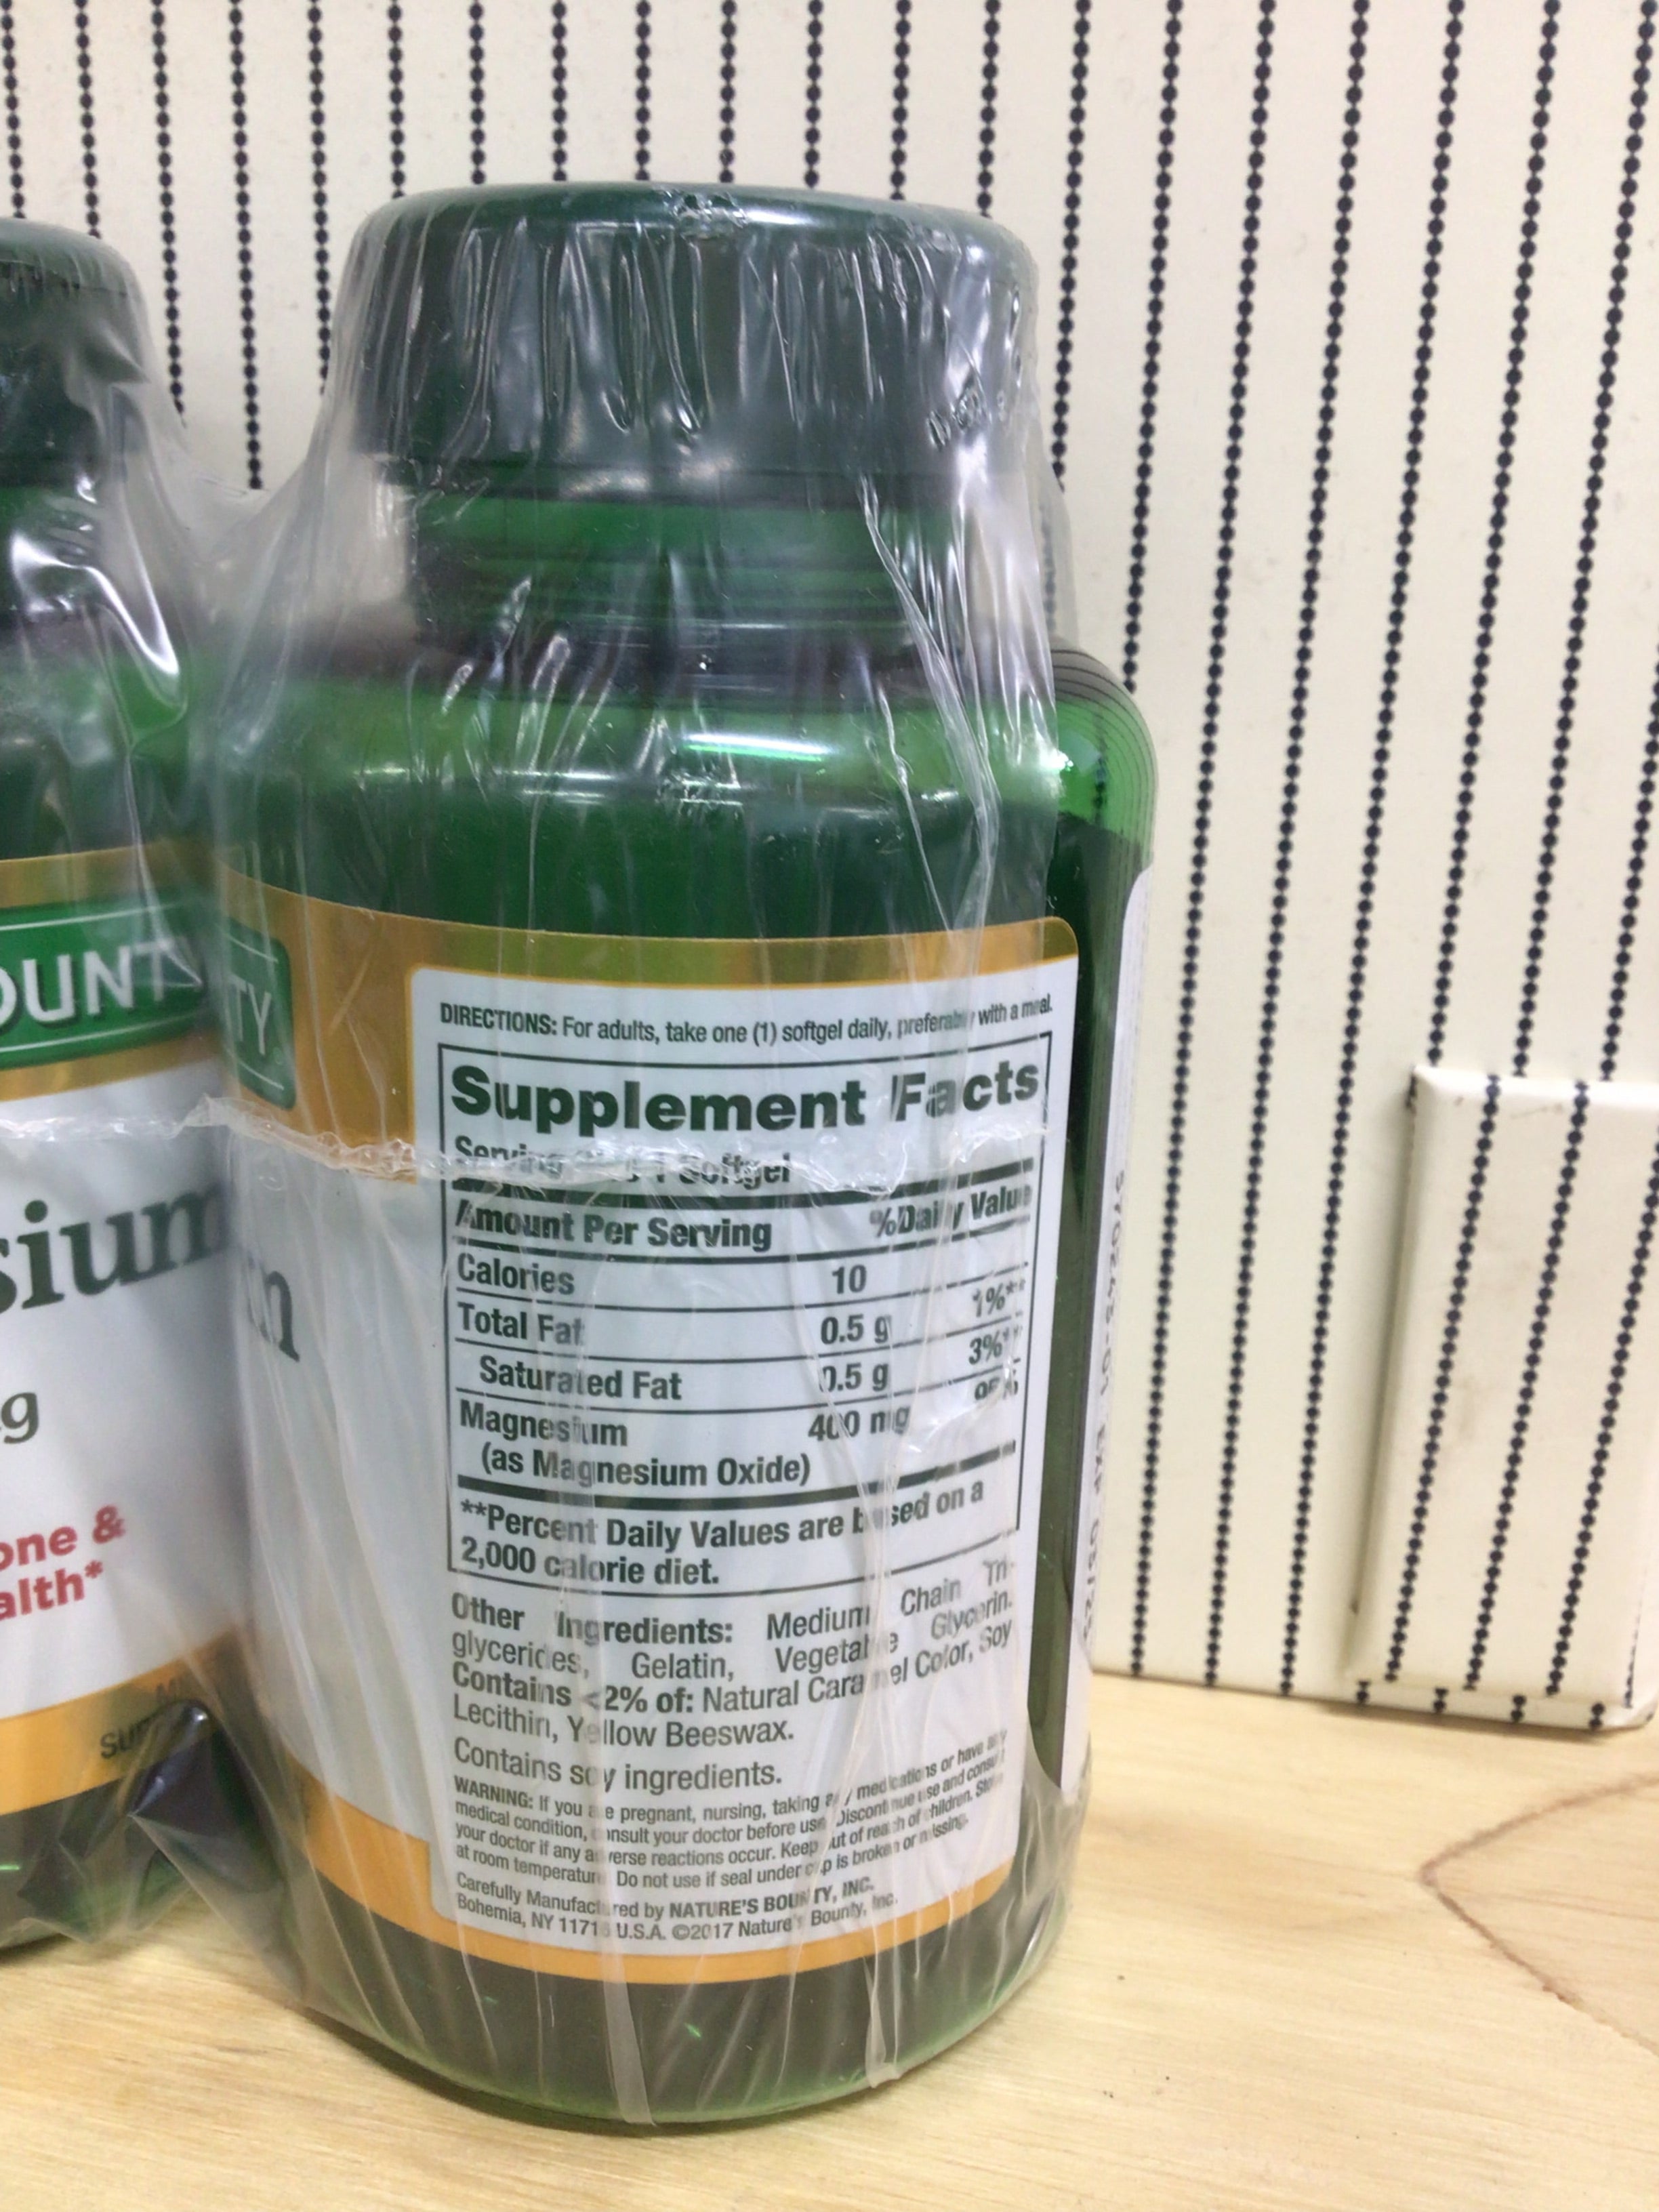 OUNT
TY
sium
m
g
one &
alth*
DIRECTIONS: For adults, take one (1) softgel daily, preferably with a meal.
Supplement Facts
Serving Size 1 Softgel
Amount Per Serving %Daily Value
Calories 10
Total Fat 0.5 g 1%**
Saturated Fat 0.5 g 3%**
Magnesium 400 mg
(as Magnesium Oxide)
**Percent Daily Values are based on a
2,000 calorie diet.
Other Ingredients: Medium Chain Tri-
glycerides, Gelatin, Vegetable Glycerin.
Contains <2% of: Natural Caramel Color, Soy
Lecithin, Yellow Beeswax.
Contains soy ingredients.
WARNING: If you are pregnant, nursing, taking any medications or have any
medical condition, consult your doctor before use. Discontinue use and consult
your doctor if any adverse reactions occur. Keep out of reach of children. Store
at room temperature. Do not use if seal under cap is broken or missing.
Carefully Manufactured by NATURE'S BOUNTY, INC.
Bohemia, NY 11716 U.S.A. ©2017 Nature's Bounty, Inc.